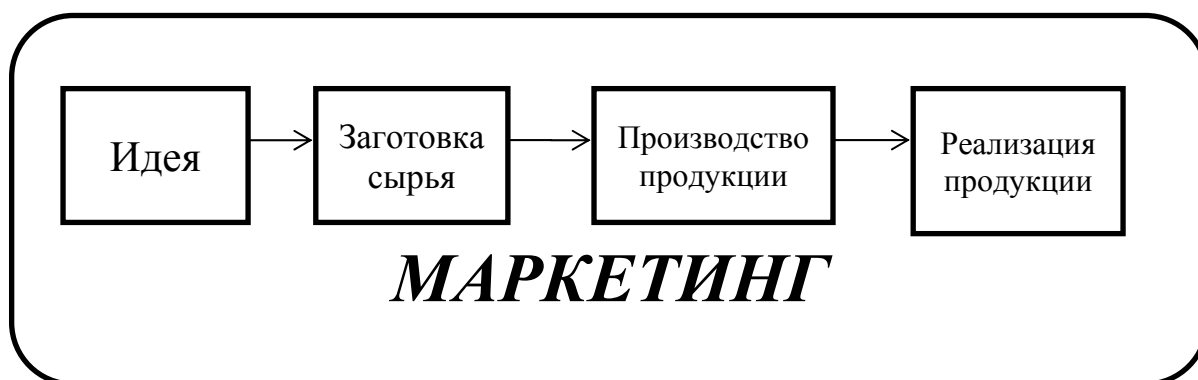 Идея
Заготовка
сырья
Производство
продукции
Реализация
продукции
МАРКЕТИНГ